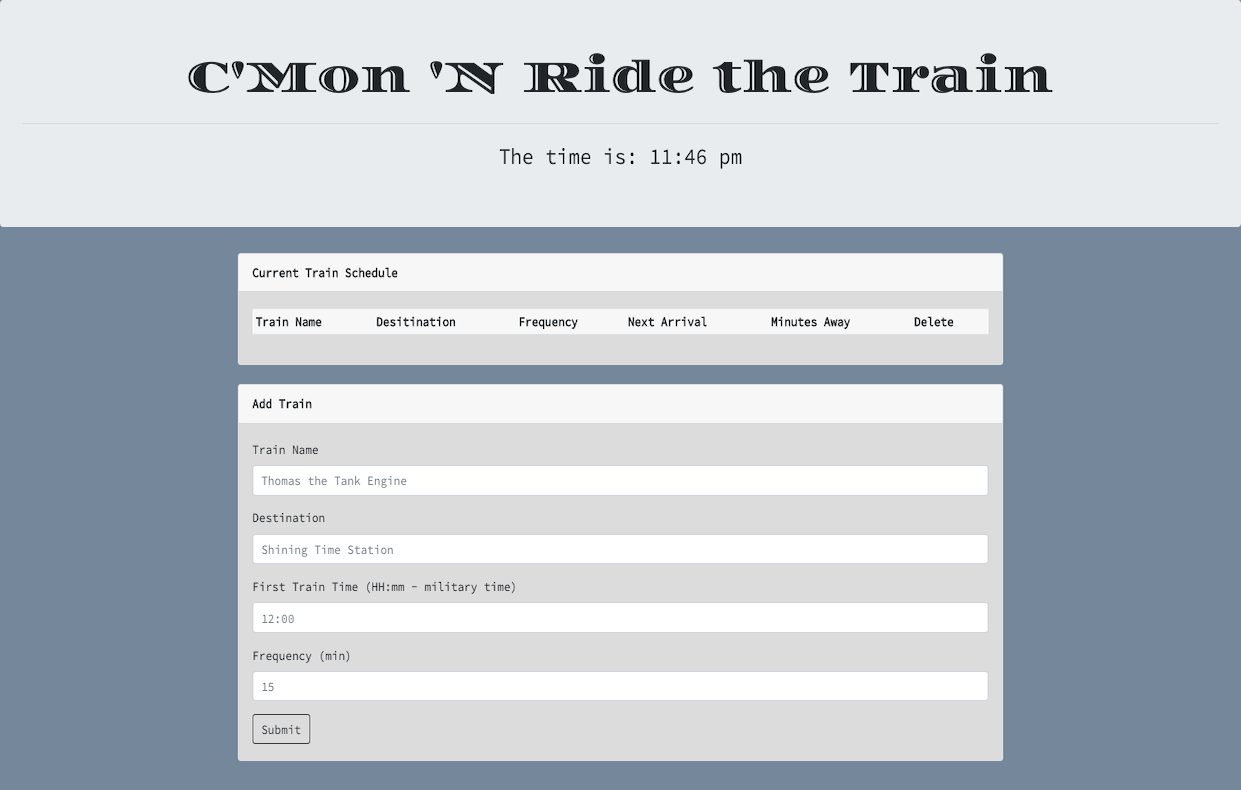 C'Mon 'N Ride the Train
The time is: 11:46 pm
Current Train Schedule
Train Name Desitination Frequency Next Arrival Minutes Away Delete
Add Train
Train Name
Thomas the Tank Engine
Destination
Shining Time Station
First Train Time (HH:mm - military time)
12:00
Frequency (min)
15
Submit